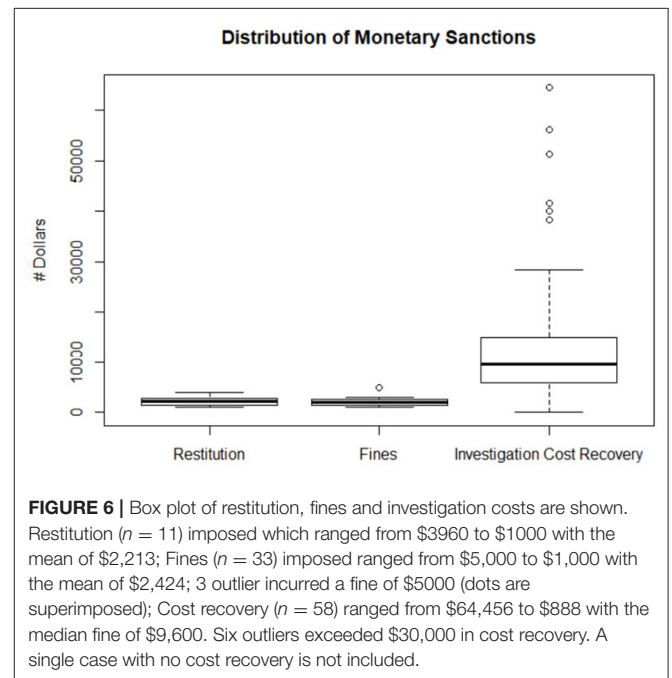 Distribution of Monetary Sanctions
# Dollars
50000
30000
10000
0
Restitution Fines Investigation Cost Recovery
FIGURE 6 | Box plot of restitution, fines and investigation costs are shown.
Restitution (n = 11) imposed which ranged from $3960 to $1000 with the
mean of $2,213; Fines (n = 33) imposed ranged from $5,000 to $1,000 with
the mean of $2,424; 3 outlier incurred a fine of $5000 (dots are
superimposed); Cost recovery (n = 58) ranged from $64,456 to $888 with the
median fine of $9,600. Six outliers exceeded $30,000 in cost recovery. A
single case with no cost recovery is not included.